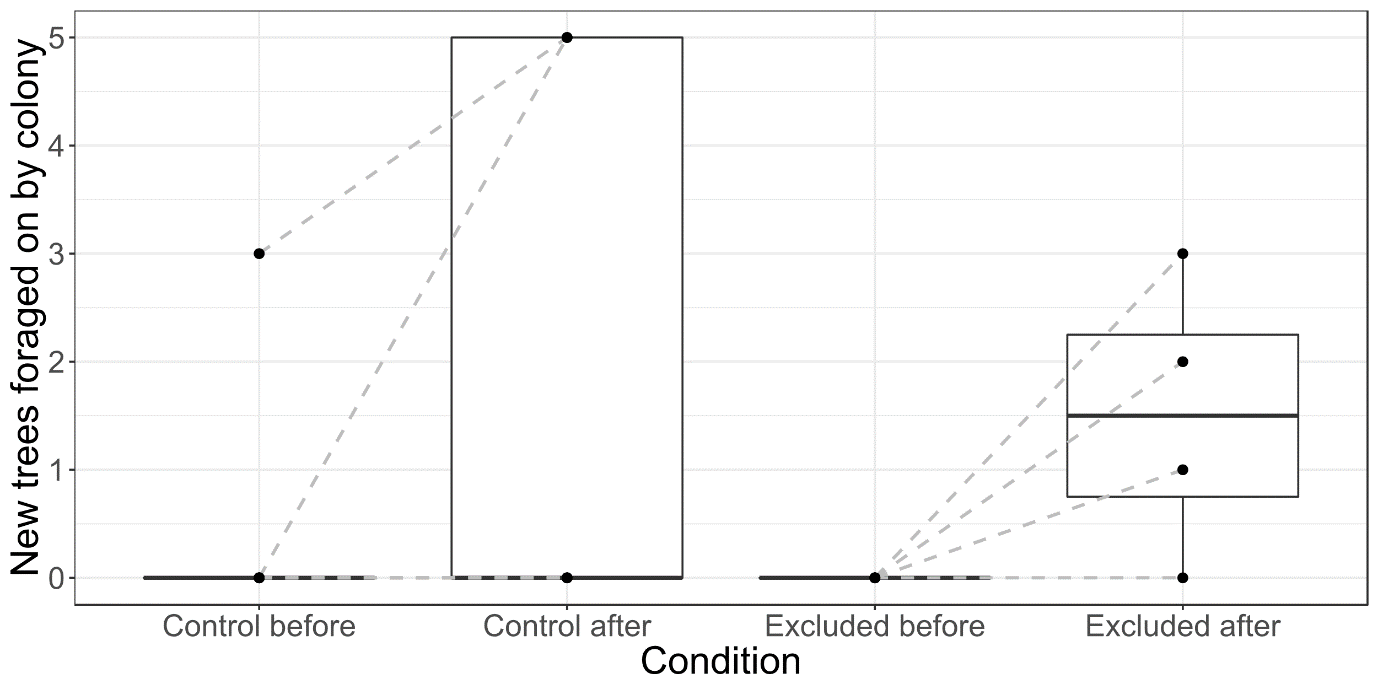 New trees foraged on by colony
5
4
3
2
1
0
Control before
Control after
Excluded before
Excluded after
Condition